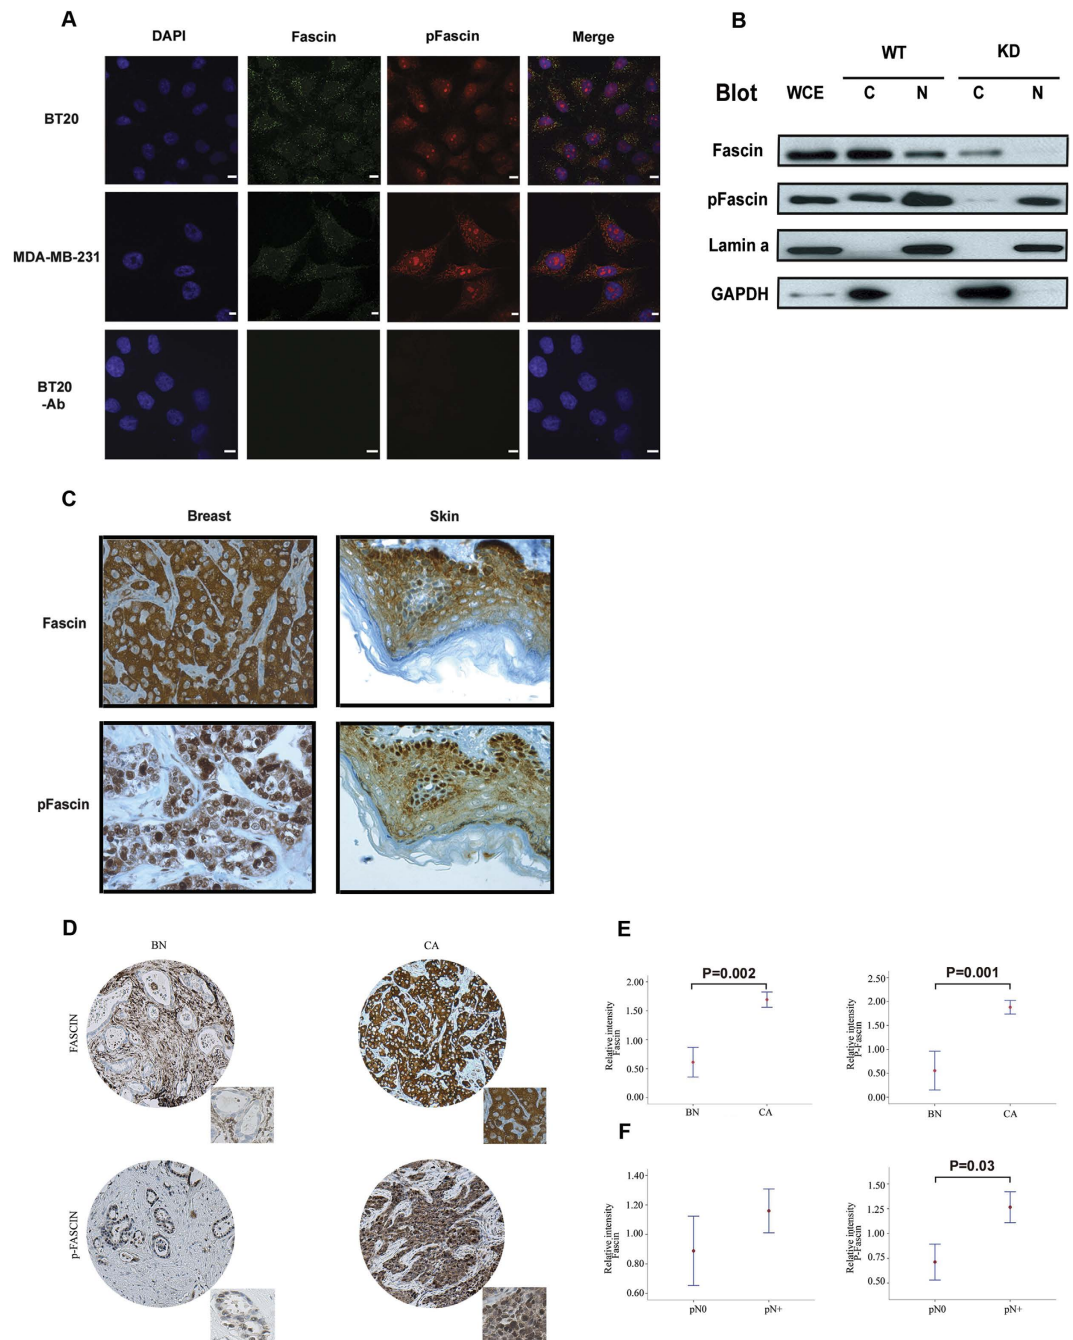 A
DAPI Fascin pFascin Merge
BT20
MDA-MB-231
BT20
-Ab
B
WT KD
Blot WCE C N C N
Fascin
pFascin
Lamin a
GAPDH
C
Breast Skin
Fascin
pFascin
D
BN CA
FASCIN
p-FASCIN
E
P=0.002
Relative intensity
Fascin
2.00
1.50
1.00
0.50
0.00
BN CA
P=0.001
Relative intensity
P-Fascin
2.50
2.00
1.50
1.00
0.50
0.00
BN CA
F
Relative intensity
Fascin
1.40
1.20
1.00
0.80
0.60
pN0 pN+
P=0.03
Relative intensity
P-Fascin
1.50
1.25
1.00
0.75
0.50
pN0 pN+